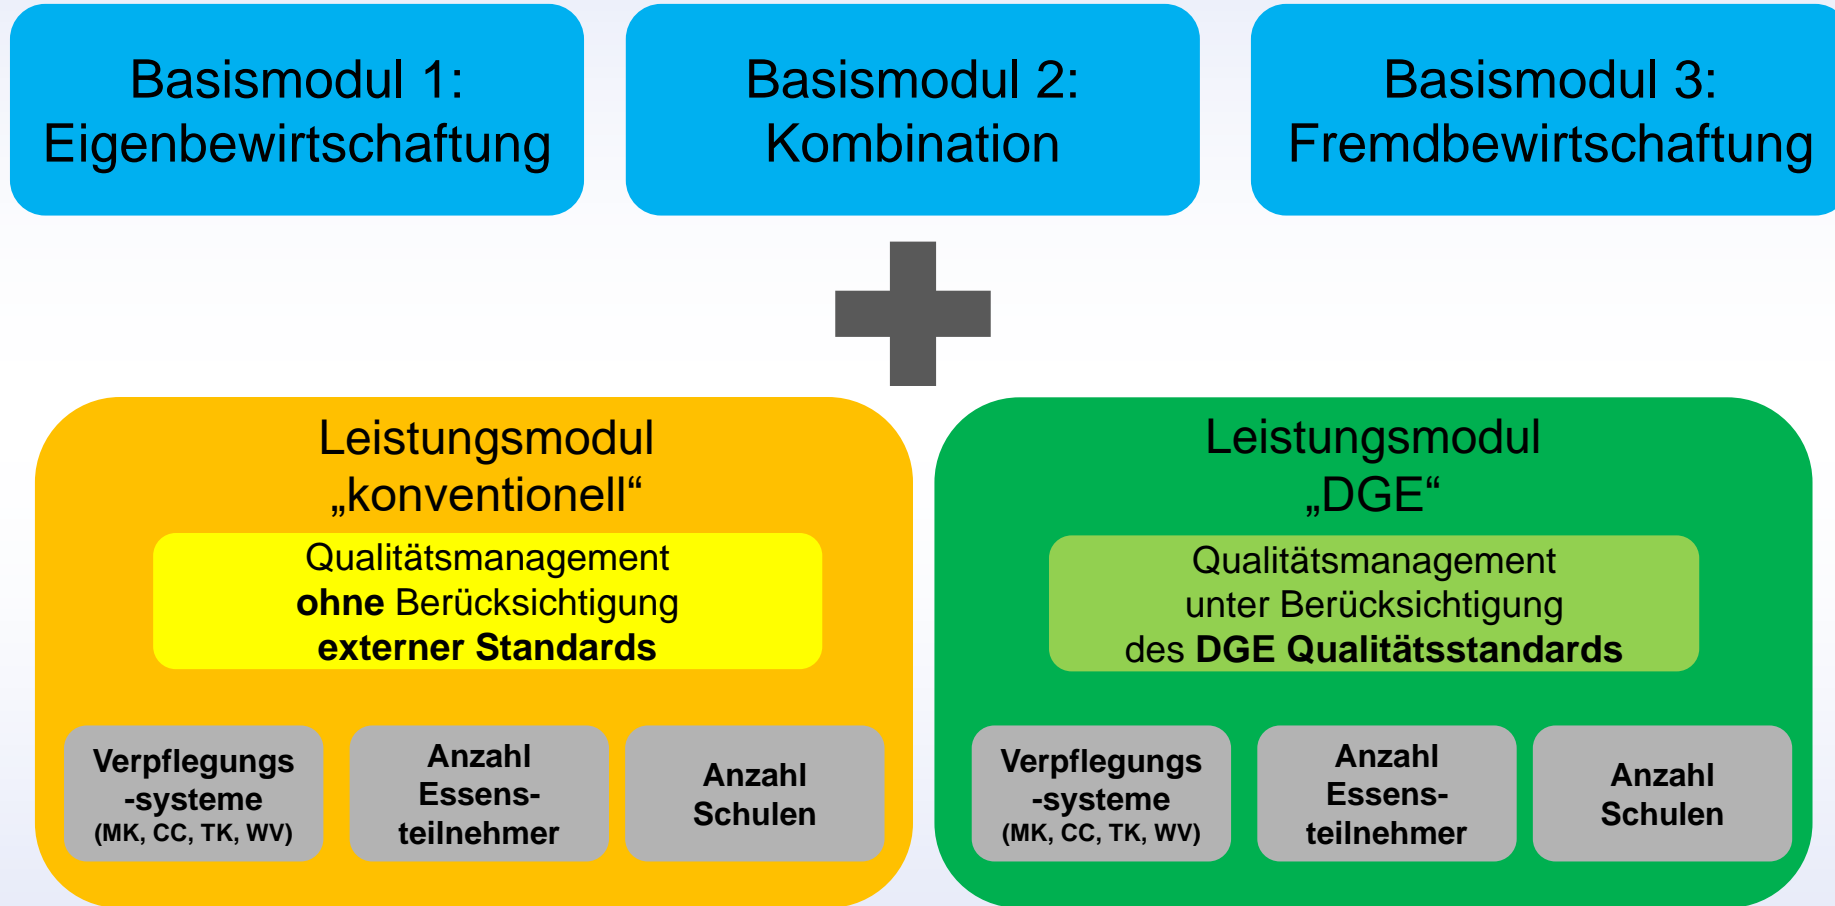 Basismodul 1:
Eigenbewirtschaftung
Basismodul 2:
Kombination
Basismodul 3:
Fremdbewirtschaftung
Leistungsmodul
„konventionell“
Qualitätsmanagement
ohne Berücksichtigung
externer Standards
Verpflegungs
-systeme
(MK, CC, TK, WV)
Anzahl
Essens-
teilnehmer
Anzahl
Schulen
Leistungsmodul
„DGE“
Qualitätsmanagement
unter Berücksichtigung
des DGE Qualitätsstandards
Verpflegungs
-systeme
(MK, CC, TK, WV)
Anzahl
Essens-
teilnehmer
Anzahl
Schulen